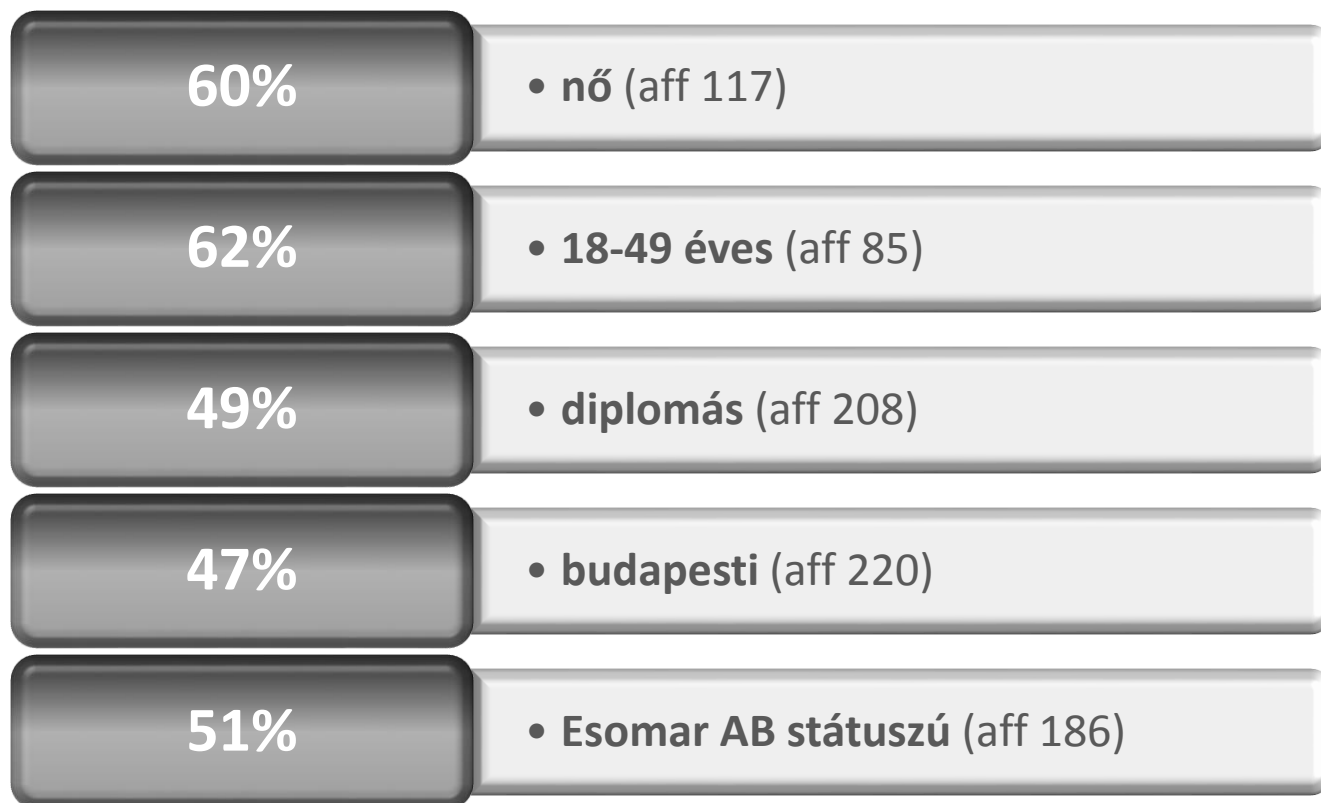 60%
• nő (aff 117)
62%
• 18-49 éves (aff 85)
49%
• diplomás (aff 208)
47%
• budapesti (aff 220)
51%
• Esomar AB státuszú (aff 186)